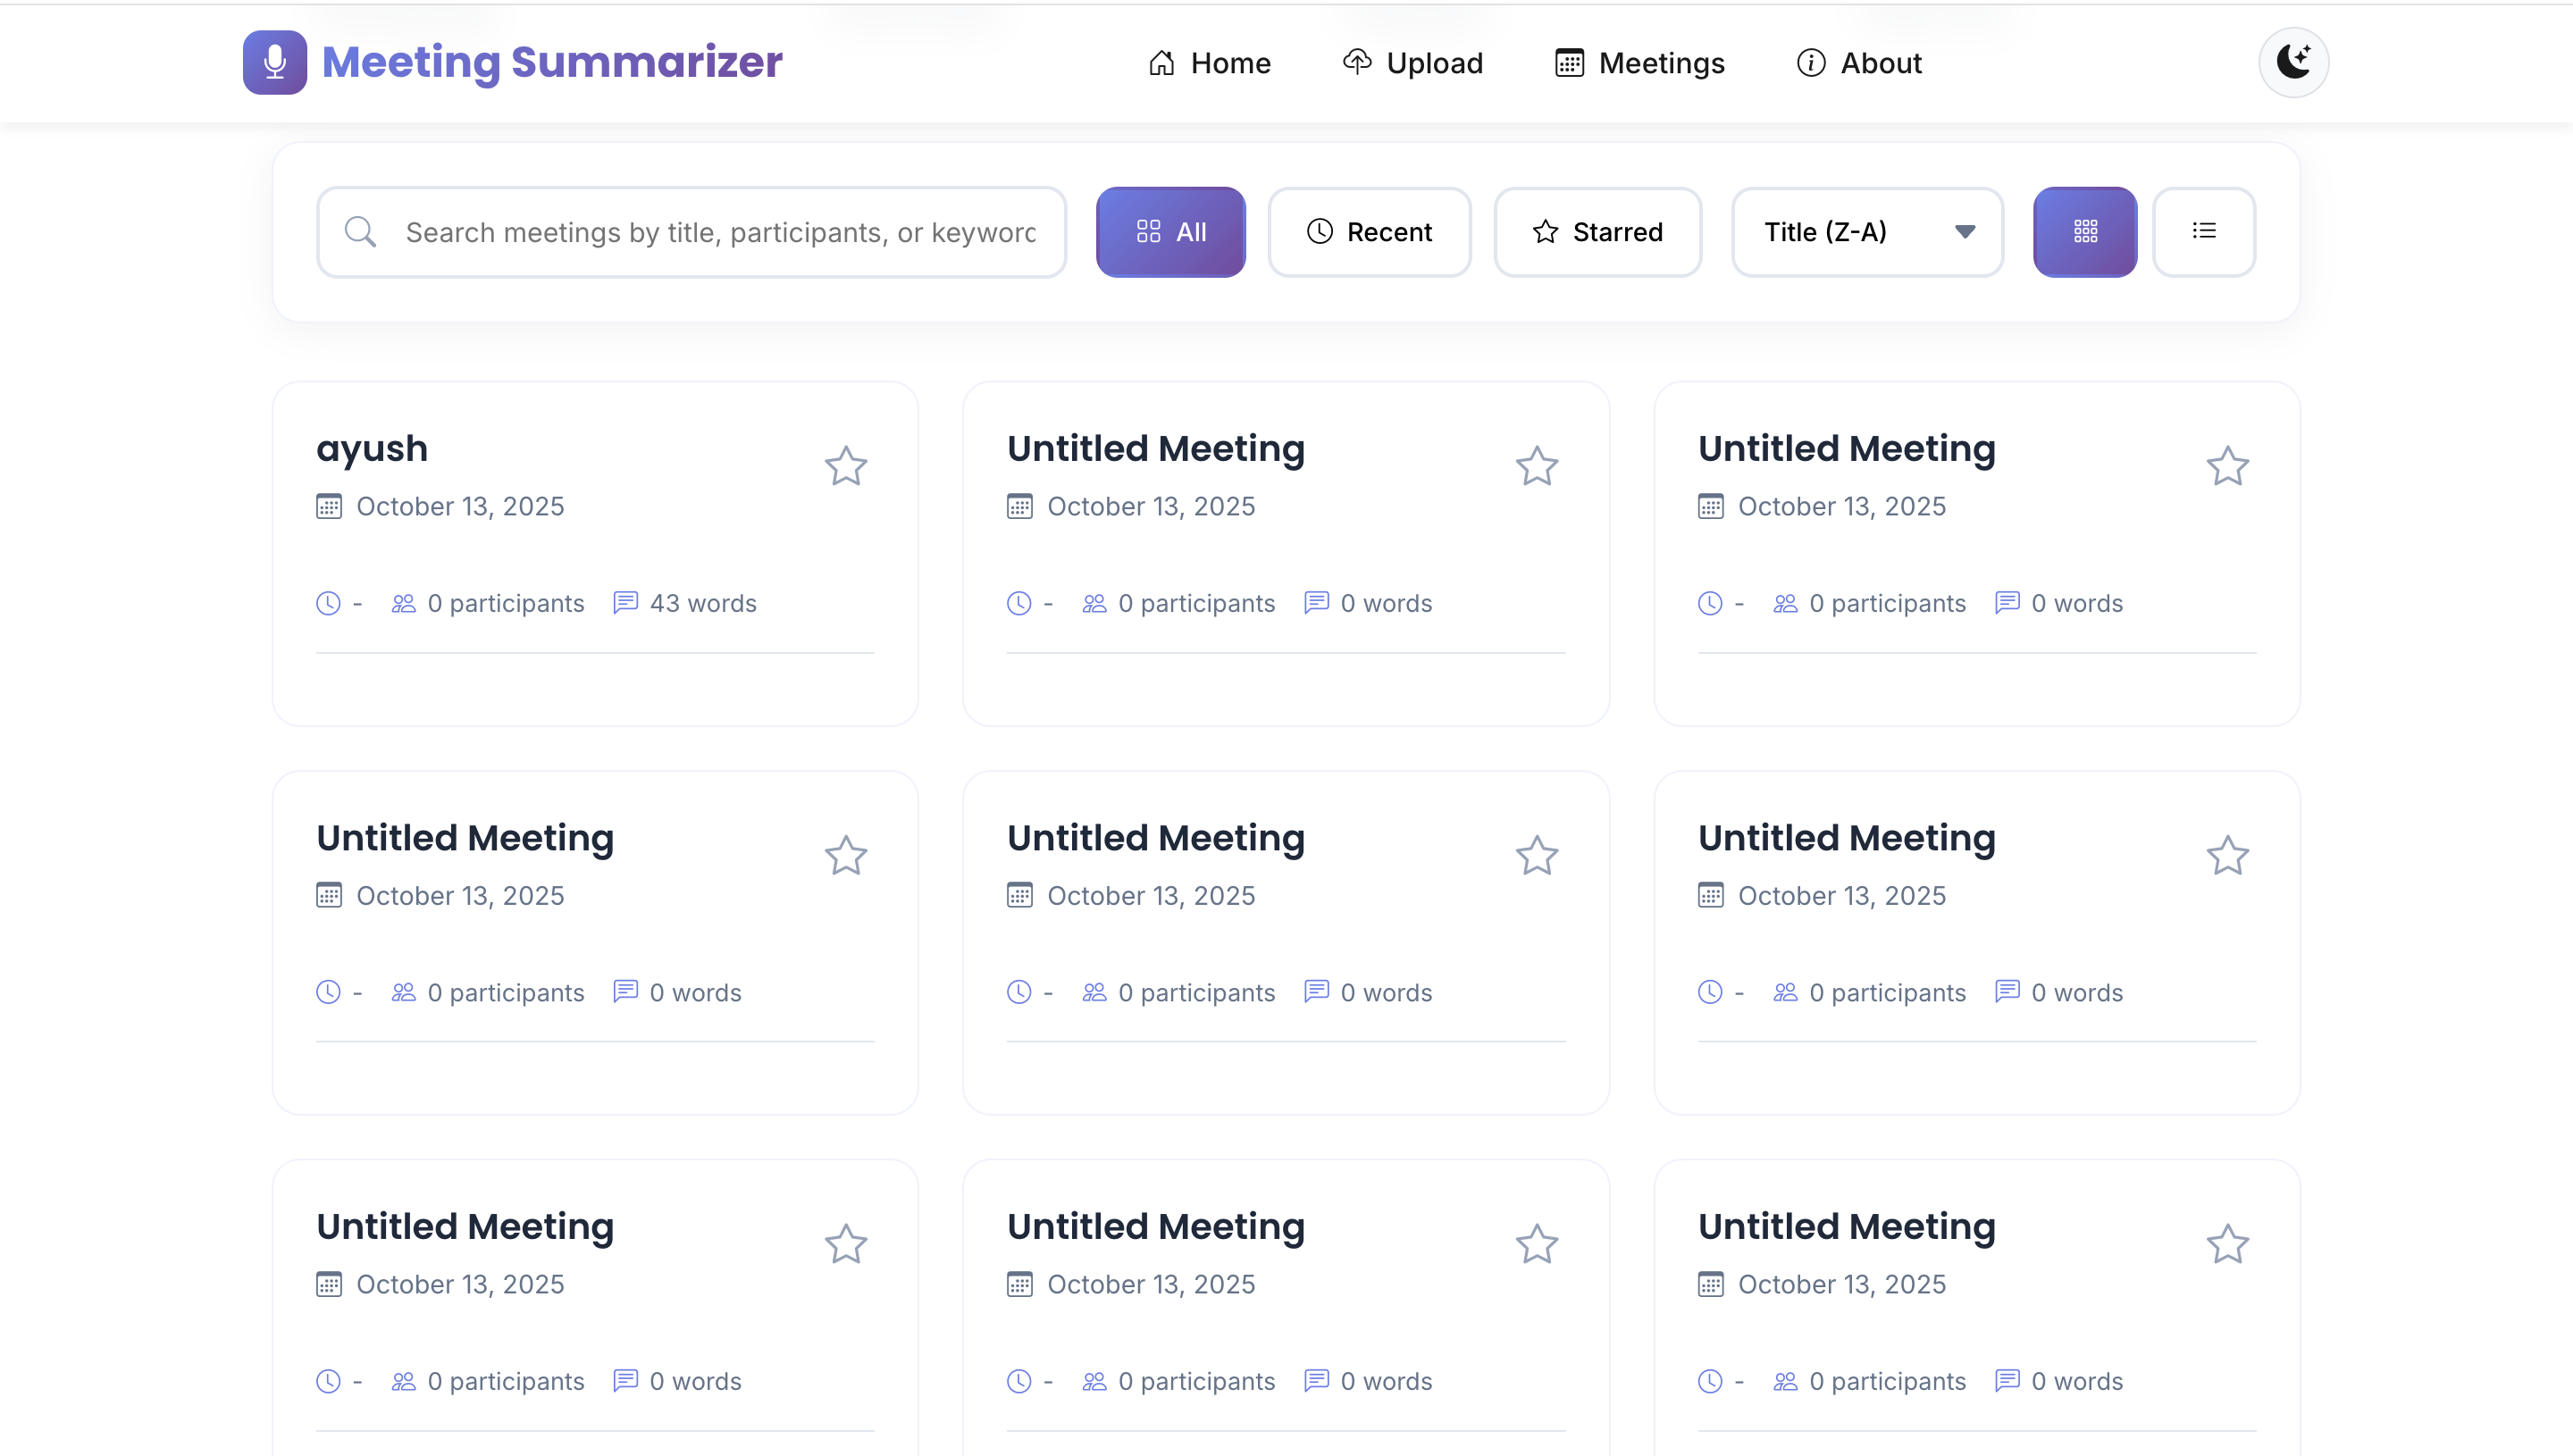 Meeting Summarizer
Home Upload Meetings About
Search meetings by title, participants, or keyword All Recent Starred Title (Z-A)
ayush Untitled Meeting Untitled Meeting
October 13, 2025 October 13, 2025 October 13, 2025
- 0 participants 43 words - 0 participants 0 words - 0 participants 0 words
Untitled Meeting Untitled Meeting Untitled Meeting
October 13, 2025 October 13, 2025 October 13, 2025
- 0 participants 0 words - 0 participants 0 words - 0 participants 0 words
Untitled Meeting Untitled Meeting Untitled Meeting
October 13, 2025 October 13, 2025 October 13, 2025
- 0 participants 0 words - 0 participants 0 words - 0 participants 0 words